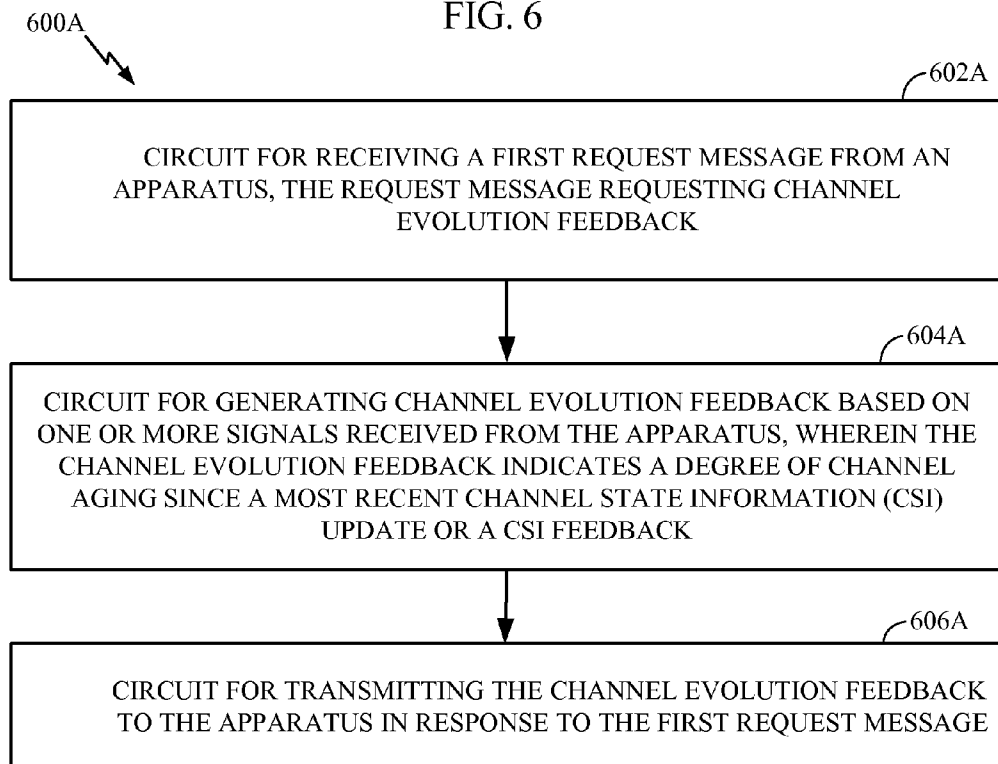 FIG. 6
600A
602A
CIRCUIT FOR RECEIVING A FIRST REQUEST MESSAGE FROM AN
APPARATUS, THE REQUEST MESSAGE REQUESTING CHANNEL
EVOLUTION FEEDBACK
604A
CIRCUIT FOR GENERATING CHANNEL EVOLUTION FEEDBACK BASED ON
ONE OR MORE SIGNALS RECEIVED FROM THE APPARATUS, WHEREIN THE
CHANNEL EVOLUTION FEEDBACK INDICATES A DEGREE OF CHANNEL
AGING SINCE A MOST RECENT CHANNEL STATE INFORMATION (CSI)
UPDATE OR A CSI FEEDBACK
606A
CIRCUIT FOR TRANSMITTING THE CHANNEL EVOLUTION FEEDBACK
TO THE APPARATUS IN RESPONSE TO THE FIRST REQUEST MESSAGE